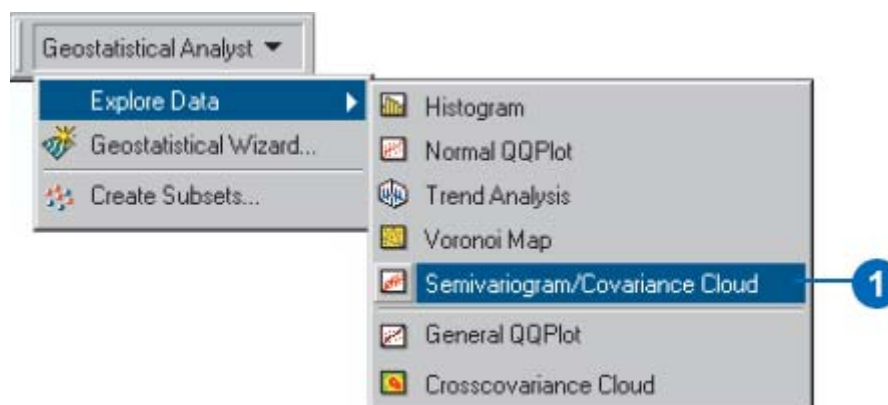 Geostatistical Analyst
Explore Data
Geostatistical Wizard...
Create Subsets...
Histogram
Normal QQPlot
Trend Analysis
Voronoi Map
Semivariogram/Covariance Cloud
1
General QQPlot
Crosscovariance Cloud